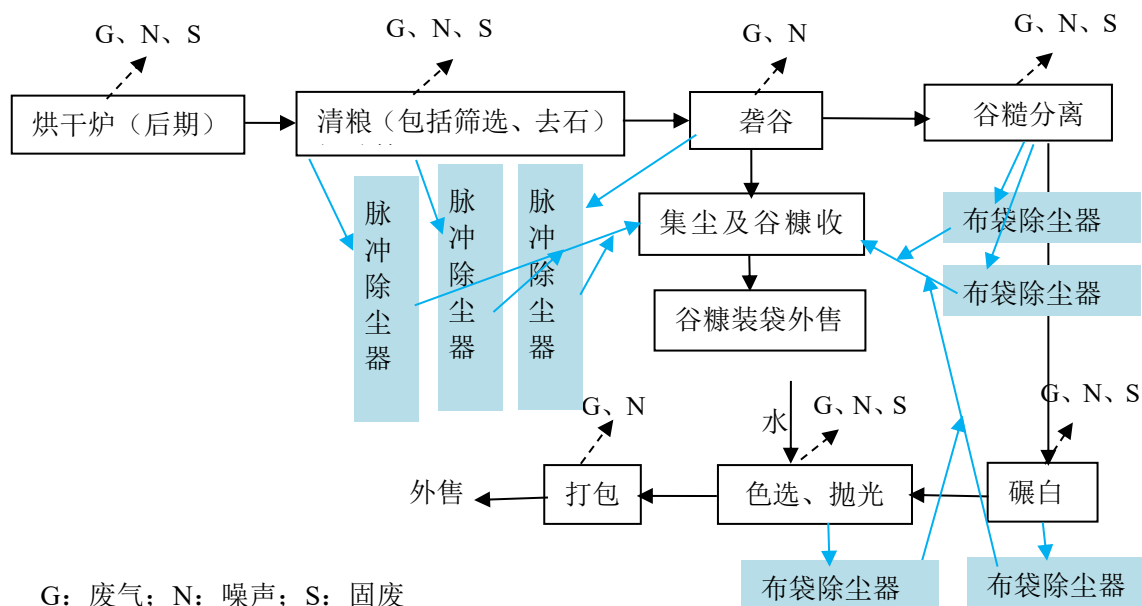 G、N、S
G、N、S
G、N
G、N、S
烘干炉（后期）
清粮（包括筛选、去石）
砻谷
谷糙分离
脉冲除尘器
脉冲除尘器
脉冲除尘器
集尘及谷糠收
布袋除尘器
布袋除尘器
谷糠装袋外售
G、N
水
G、N、S
G、N、S
外售
打包
色选、抛光
碾白
布袋除尘器
布袋除尘器
G：废气；N：噪声；S：固废